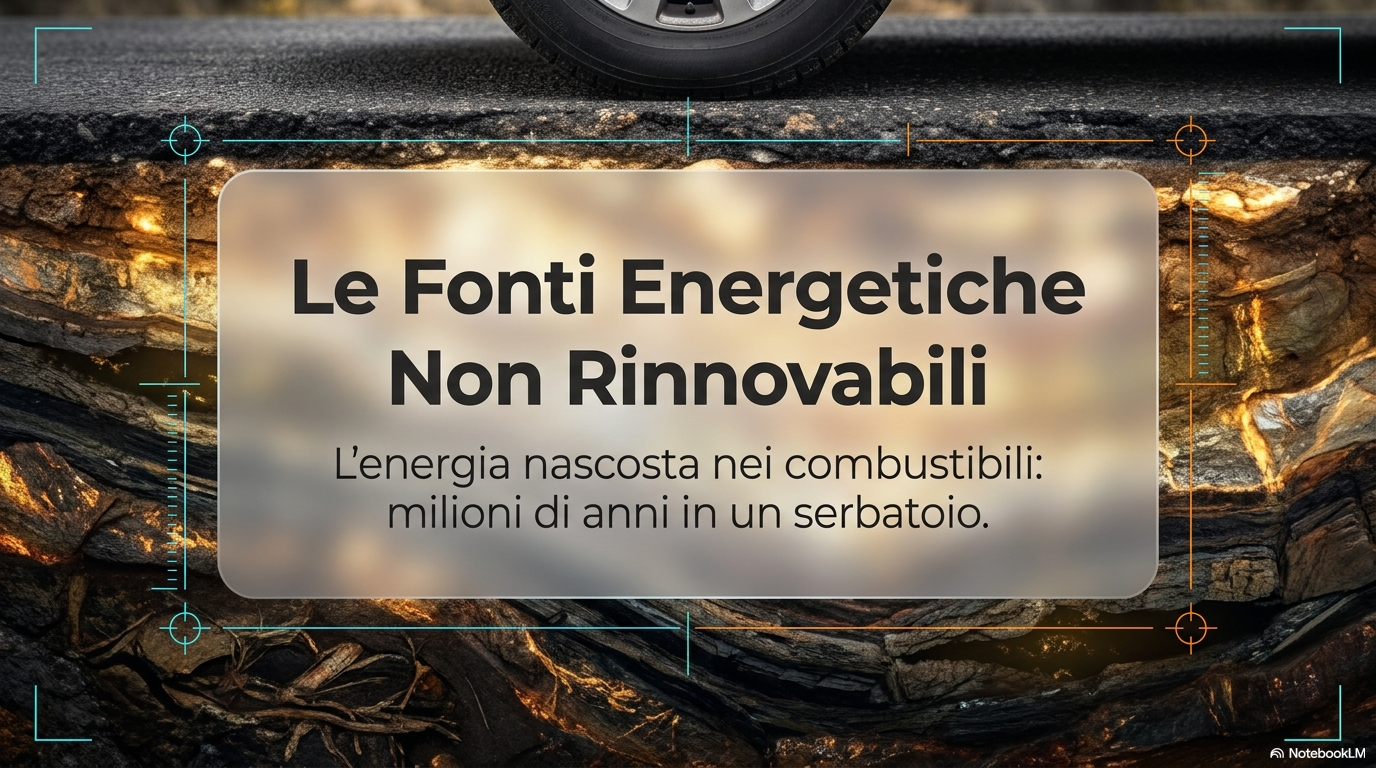 Le Fonti Energetiche
Non Rinnovabili
L’energia nascosta nei combustibili:
milioni di anni in un serbatoio.
NotebookLM